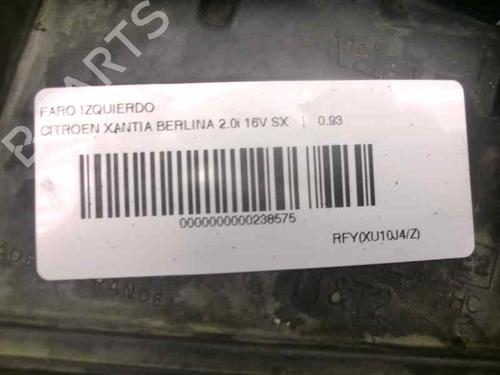 FARO IZQUIERDO
CITROEN XANTIA BERLINA 2.0i 16V SX | 0.93
0000000000238575
RFY(XU10J4/Z)
PARTS